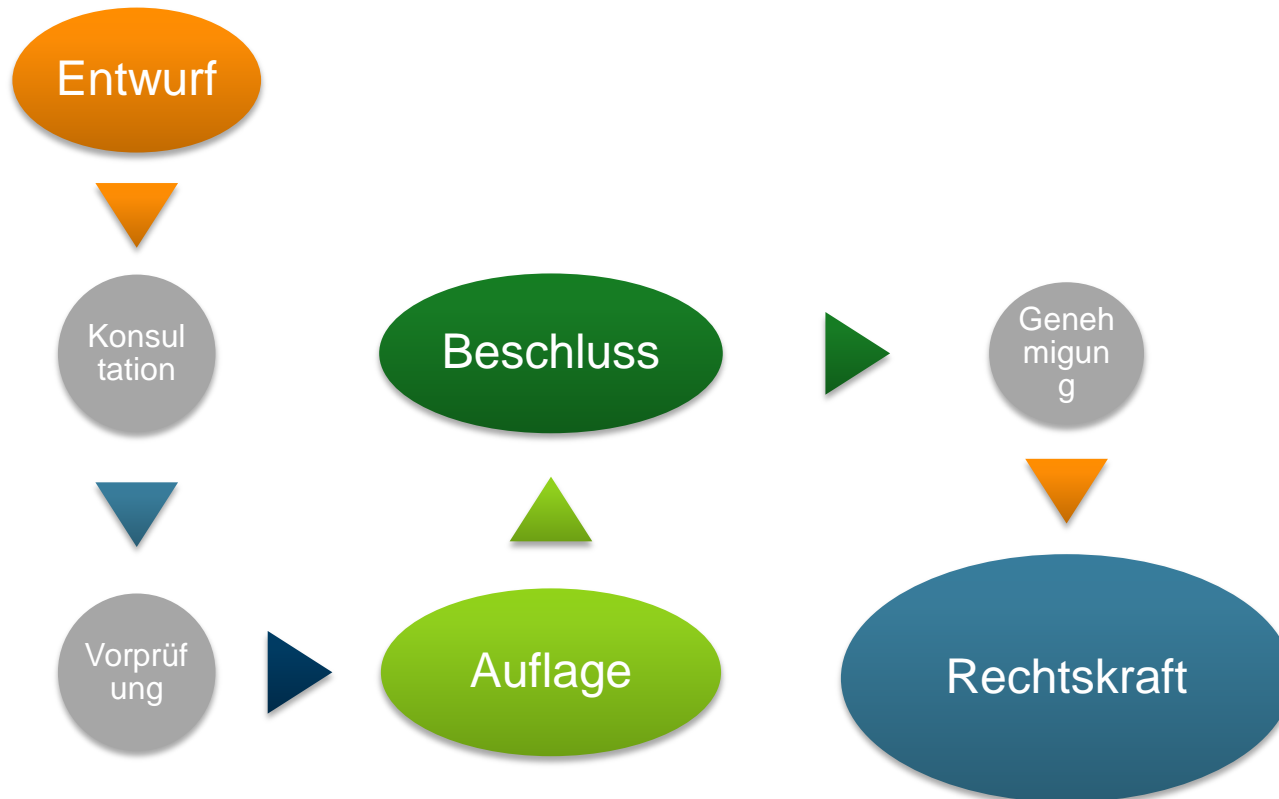 Entwurf
Konsul
tation
Vorprüf
ung
Auflage
Beschluss
Geneh
migun
g
Rechtskraft